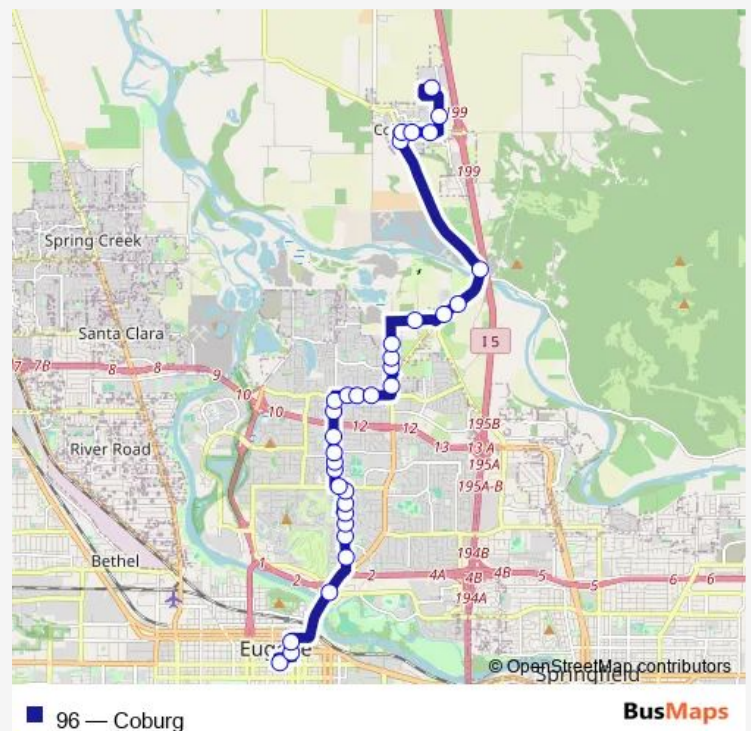 Co
199
199
Spring Creek
Santa Clara
I 5
7
7B
8
8
9
10
10
12
12
13
13 A
195B
195A
195A-B
River Road
Bethel
1
2
2
4A
194B
4B
4B
5
5
6
6
194A
Eugene
© OpenStreetMap contributors
Springfield
96 — Coburg
BusMaps